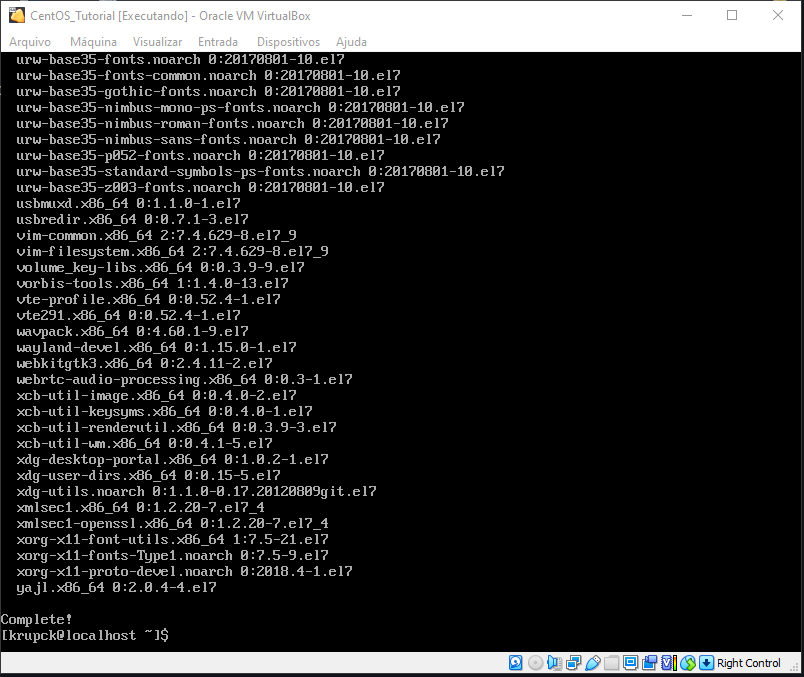 CentOS_Tutorial [Executando] - Oracle VM VirtualBox
Arquivo Máquina Visualizar Entrada Dispositivos Ajuda
urw-base35-fonts.noarch 0:20170801-10.el7
urw-base35-fonts-common.noarch 0:20170801-10.el7
urw-base35-gothic-fonts.noarch 0:20170801-10.el7
urw-base35-nimbus-mono-ps-fonts.noarch 0:20170801-10.el7
urw-base35-nimbus-roman-fonts.noarch 0:20170801-10.el7
urw-base35-nimbus-sans-fonts.noarch 0:20170801-10.el7
urw-base35-p052-fonts.noarch 0:20170801-10.el7
urw-base35-standard-symbols-ps-fonts.noarch 0:20170801-10.el7
urw-base35-z003-fonts.noarch 0:20170801-10.el7
usbmuxd.x86_64 0:1.1.0-1.el7
usbredir.x86_64 0:0.7.1-3.el7
vim-common.x86_64 2:7.4.629-8.el7_9
vim-filesystem.x86_64 2:7.4.629-8.el7_9
volume_key-libs.x86_64 0:0.3.9-9.el7
vorbis-tools.x86_64 1:1.4.0-13.el7
vte-profile.x86_64 0:0.52.4-1.el7
vte291.x86_64 0:0.52.4-1.el7
wavpack.x86_64 0:4.60.1-9.el7
wayland-devel.x86_64 0:1.15.0-1.el7
webkitgtk3.x86_64 0:2.4.11-2.el7
webrtc-audio-processing.x86_64 0:0.3-1.el7
xcb-util-image.x86_64 0:0.4.0-2.el7
xcb-util-keysyms.x86_64 0:0.4.0-1.el7
xcb-util-renderutil.x86_64 0:0.3.9-3.el7
xcb-util-wm.x86_64 0:0.4.1-5.el7
xdg-desktop-portal.x86_64 0:1.0.2-1.el7
xdg-user-dirs.x86_64 0:0.15-5.el7
xdg-utils.noarch 0:1.1.0-0.17.20120809git.el7
xmlsec1.x86_64 0:1.2.20-7.el7_4
xmlsec1-openssl.x86_64 0:1.2.20-7.el7_4
xorg-x11-font-utils.x86_64 1:7.5-21.el7
xorg-x11-fonts-Type1.noarch 0:7.5-9.el7
xorg-x11-proto-devel.noarch 0:2018.4-1.el7
yajl.x86_64 0:2.0.4-4.el7
Complete!
[krupck@localhost ~]$
Right Control